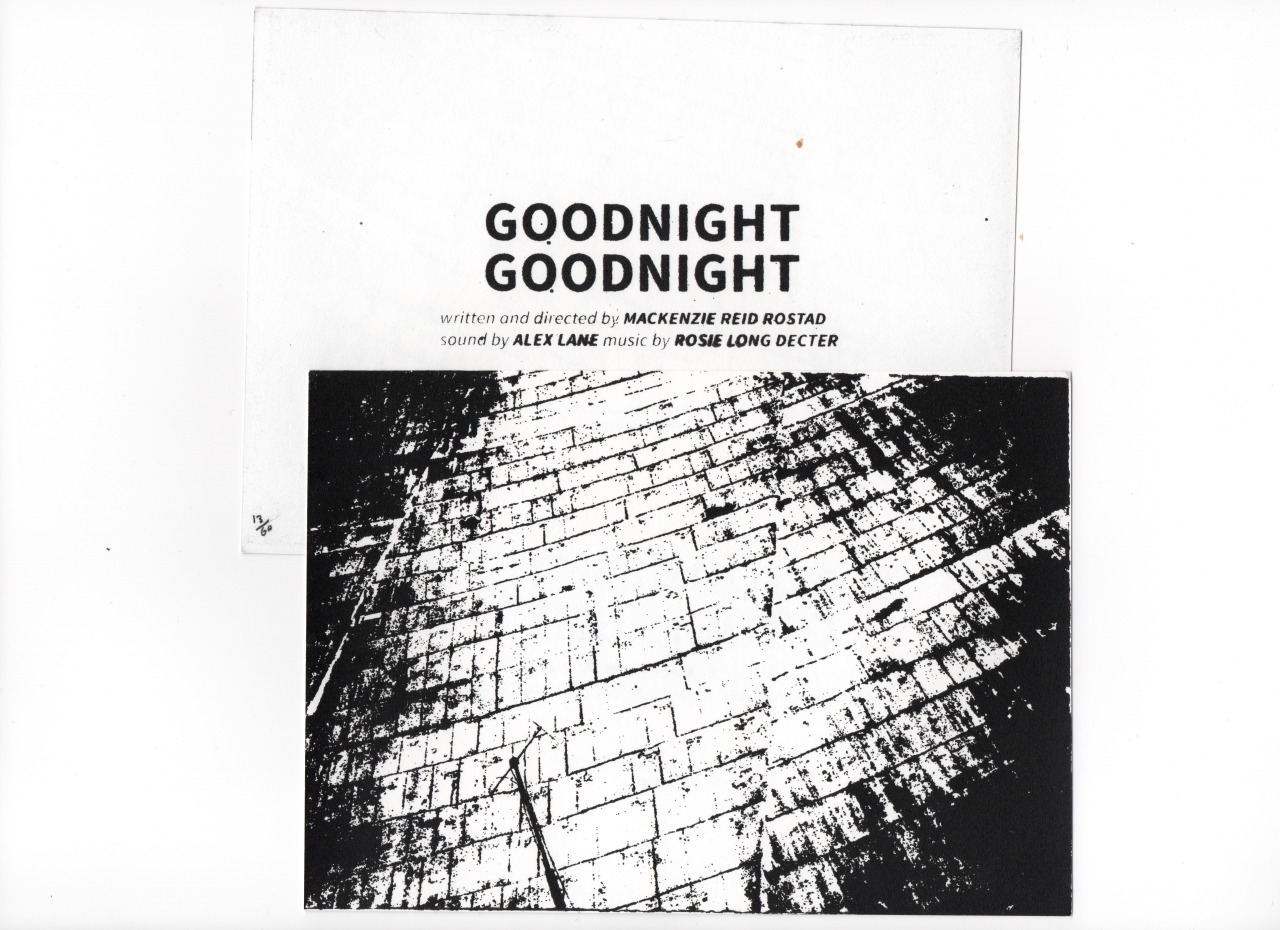 GOODNIGHT
GOODNIGHT
written and directed by MACKENZIE REID ROSTAD
sound by ALEX LANE music by ROSIE LONG DECTER
13/60